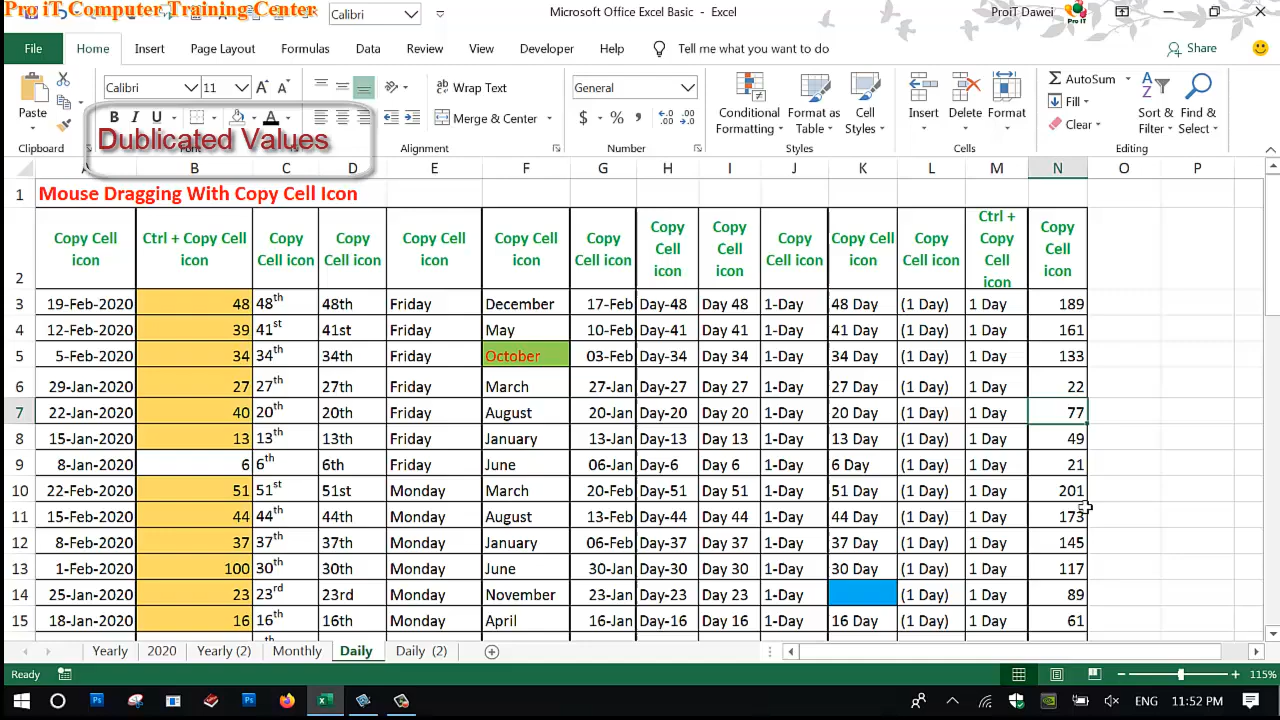 Pro iT Computer Training Center
Calibri
Microsoft Office Excel Basic - Excel
ProiT Dawei
Pro IT
File Home Insert Page Layout Formulas Data Review View Developer Help Tell me what you want to do Share
Paste
Clipboard
Calibri 11 A A
B I U A
Dublicated Values
Wrap Text
Merge & Center
Alignment
General
$ % ,
Number
Conditional Formatting
Format as Table
Cell Styles
Styles
Insert Delete Format
Cells
AutoSum
Fill
Clear
Sort & Filter
Find & Select
Editing
A B C D E F G H I J K L M N O P
1 Mouse Dragging With Copy Cell Icon
2 Copy Cell icon Ctrl + Copy Cell icon Copy Cell icon Copy Cell icon Copy Cell icon Copy Cell icon Copy Cell icon Copy Cell icon Copy Cell icon Copy Cell icon Copy Cell icon Copy Cell icon Ctrl + Copy Cell icon Copy Cell icon
3 19-Feb-2020 48 48th 48th Friday December 17-Feb Day-48 Day 48 1-Day 48 Day (1 Day) 1 Day 189
4 12-Feb-2020 39 41st 41st Friday May 10-Feb Day-41 Day 41 1-Day 41 Day (1 Day) 1 Day 161
5 5-Feb-2020 34 34th 34th Friday October 03-Feb Day-34 Day 34 1-Day 34 Day (1 Day) 1 Day 133
6 29-Jan-2020 27 27th 27th Friday March 27-Jan Day-27 Day 27 1-Day 27 Day (1 Day) 1 Day 22
7 22-Jan-2020 40 20th 20th Friday August 20-Jan Day-20 Day 20 1-Day 20 Day (1 Day) 1 Day 77
8 15-Jan-2020 13 13th 13th Friday January 13-Jan Day-13 Day 13 1-Day 13 Day (1 Day) 1 Day 49
9 8-Jan-2020 6 6th 6th Friday June 06-Jan Day-6 Day 6 1-Day 6 Day (1 Day) 1 Day 21
10 22-Feb-2020 51 51st 51st Monday March 20-Feb Day-51 Day 51 1-Day 51 Day (1 Day) 1 Day 201
11 15-Feb-2020 44 44th 44th Monday August 13-Feb Day-44 Day 44 1-Day 44 Day (1 Day) 1 Day 173
12 8-Feb-2020 37 37th 37th Monday January 06-Feb Day-37 Day 37 1-Day 37 Day (1 Day) 1 Day 145
13 1-Feb-2020 100 30th 30th Monday June 30-Jan Day-30 Day 30 1-Day 30 Day (1 Day) 1 Day 117
14 25-Jan-2020 23 23rd 23rd Monday November 23-Jan Day-23 Day 23 1-Day (1 Day) 1 Day 89
15 18-Jan-2020 16 16th 16th Monday April 16-Jan Day-16 Day 16 1-Day 16 Day (1 Day) 1 Day 61
th
Yearly 2020 Yearly (2) Monthly Daily Daily (2)
Ready 115%
ENG 11:52 PM